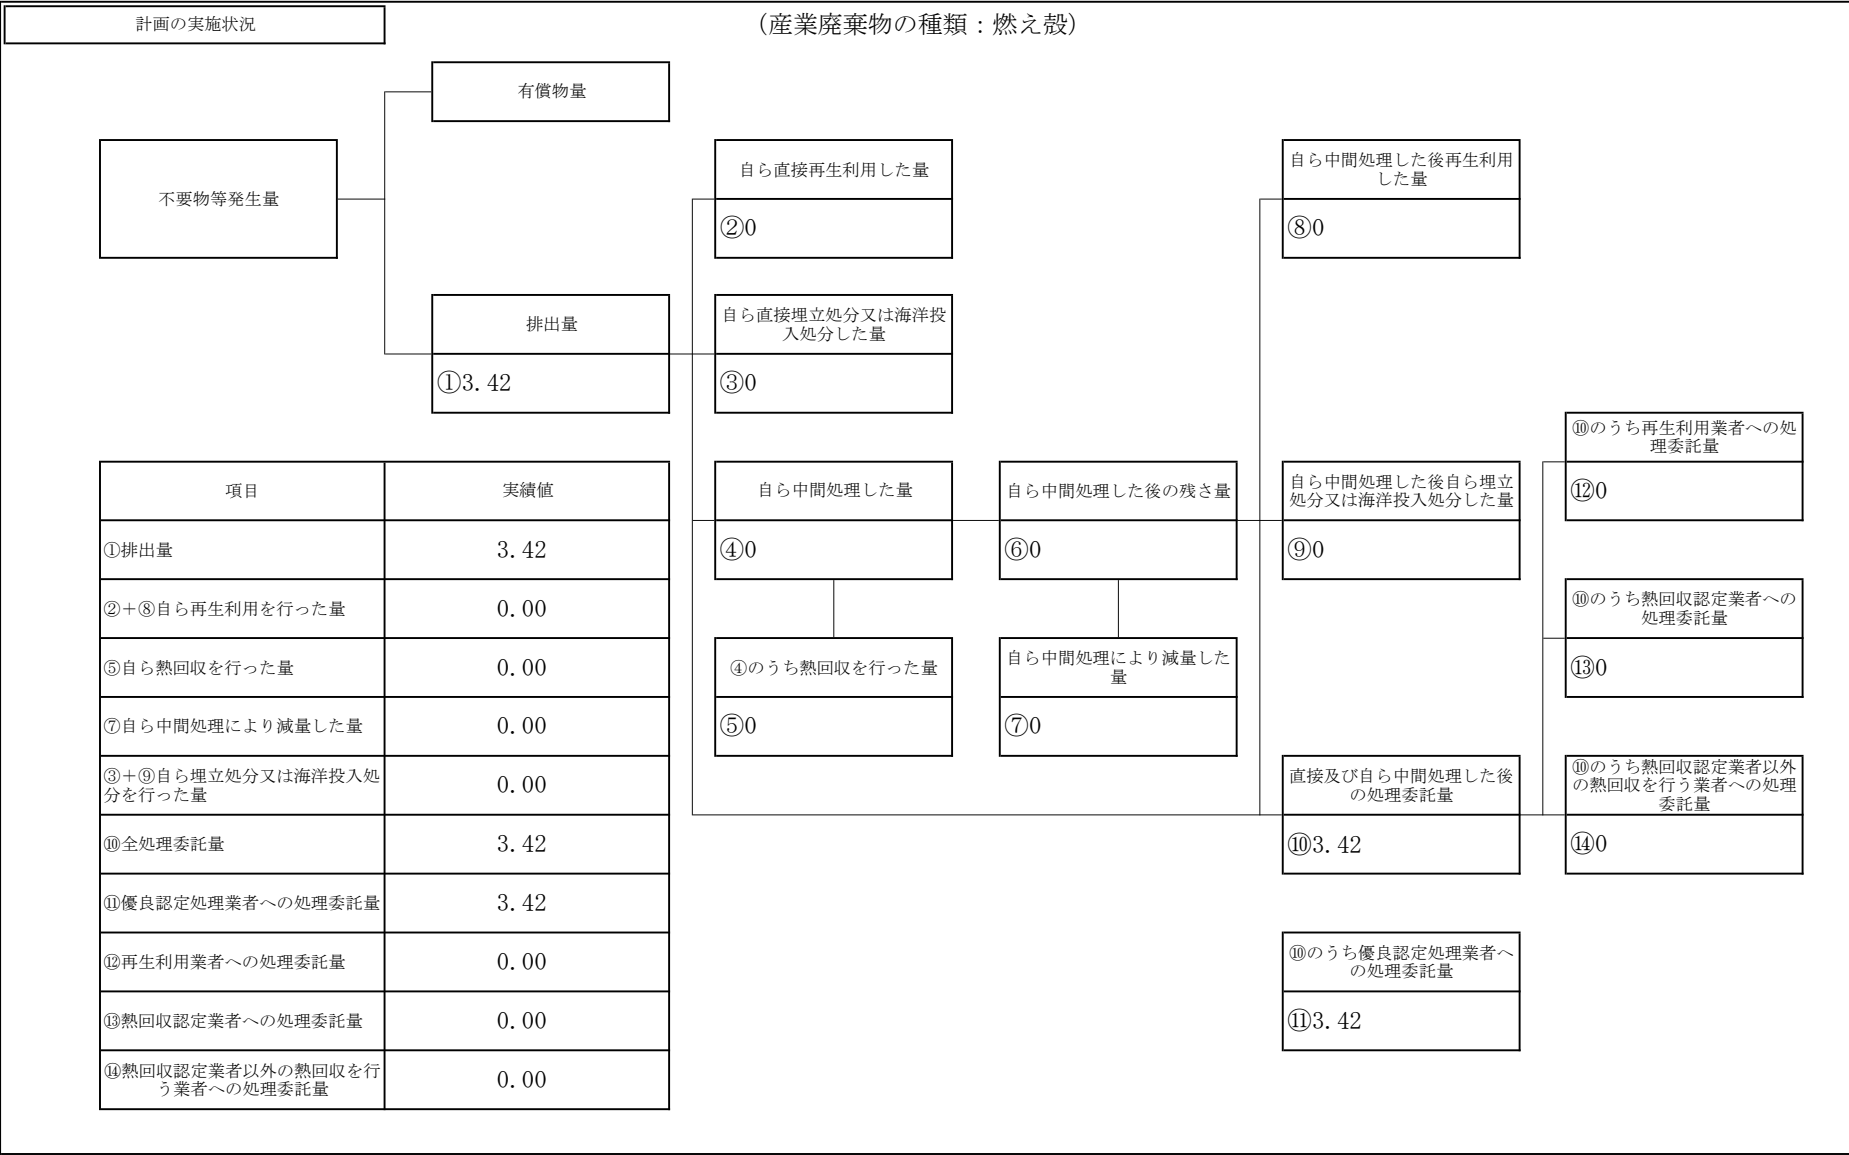 計画の実施状況
（産業廃棄物の種類：燃え殻）
有償物量
不要物等発生量
自ら直接再生利用した量
②0
自ら中間処理した後再生利用
した量
⑧0
排出量
①3.42
自ら直接埋立処分又は海洋投
入処分した量
③0
⑩のうち再生利用業者への処
理委託量
⑫0
自ら中間処理した量
④0
自ら中間処理した後の残さ量
⑥0
自ら中間処理した後自ら埋立
処分又は海洋投入処分した量
⑨0
⑩のうち熱回収認定業者への
処理委託量
⑬0
④のうち熱回収を行った量
⑤0
自ら中間処理により減量した
量
⑦0
直接及び自ら中間処理した後
の処理委託量
⑩3.42
⑩のうち熱回収認定業者以外
の熱回収を行う業者への処理
委託量
⑭0
⑩のうち優良認定処理業者へ
の処理委託量
⑪3.42
項目 実績値
①排出量 3.42
②＋⑧自ら再生利用を行った量 0.00
⑤自ら熱回収を行った量 0.00
⑦自ら中間処理により減量した量 0.00
③＋⑨自ら埋立処分又は海洋投入処
分を行った量 0.00
⑩全処理委託量 3.42
⑪優良認定処理業者への処理委託量 3.42
⑫再生利用業者への処理委託量 0.00
⑬熱回収認定業者への処理委託量 0.00
⑭熱回収認定業者以外の熱回収を行
う業者への処理委託量 0.00